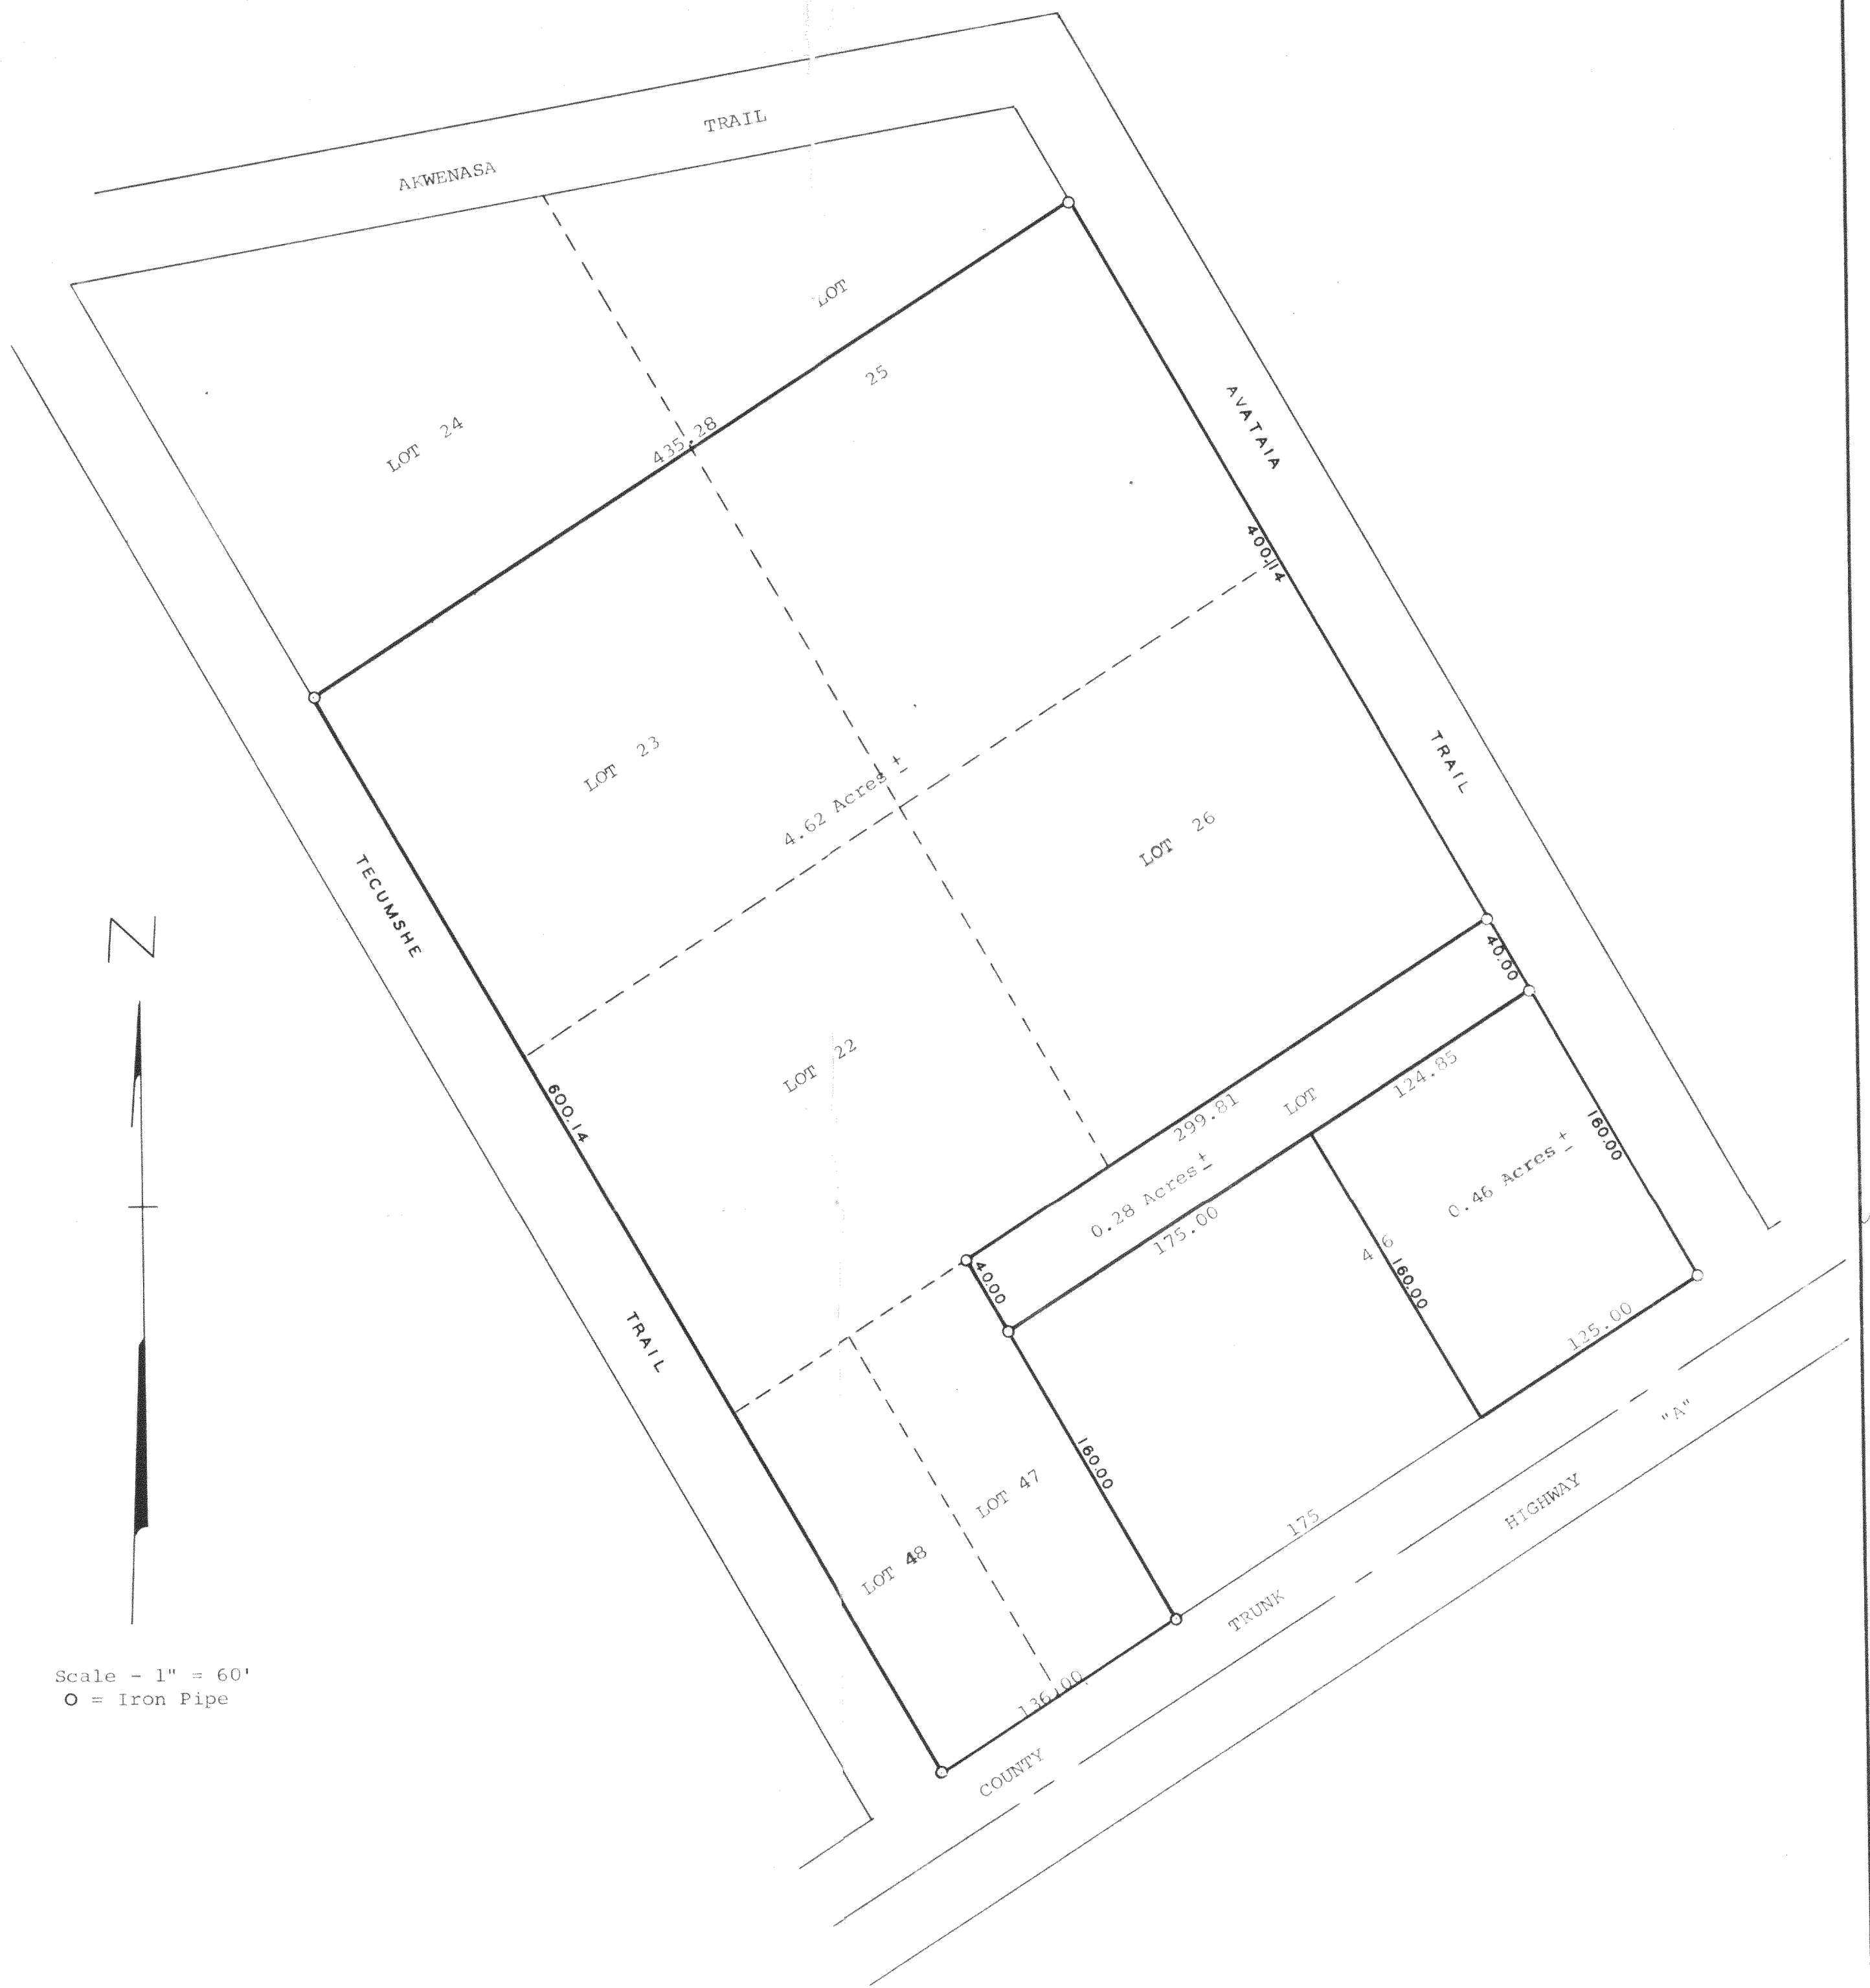 TRAIL
AKWENASA
LOT
25
LOT 24
435.28
AVATAIA
400.14
LOT 23
4.62 Acres ±
LOT 26
TRAIL
TECUMSHE
N
40.00
LOT 22
124.85
LOT
299.81
600.14
160.00
0.28 Acres ±
0.46 Acres ±
175.00
4 6
40.00
160.00
125.00
TRAIL
"A"
160.00
LOT 47
HIGHWAY
175
LOT 48
TRUNK
136.00
COUNTY
Scale - 1" = 60'
O = Iron Pipe